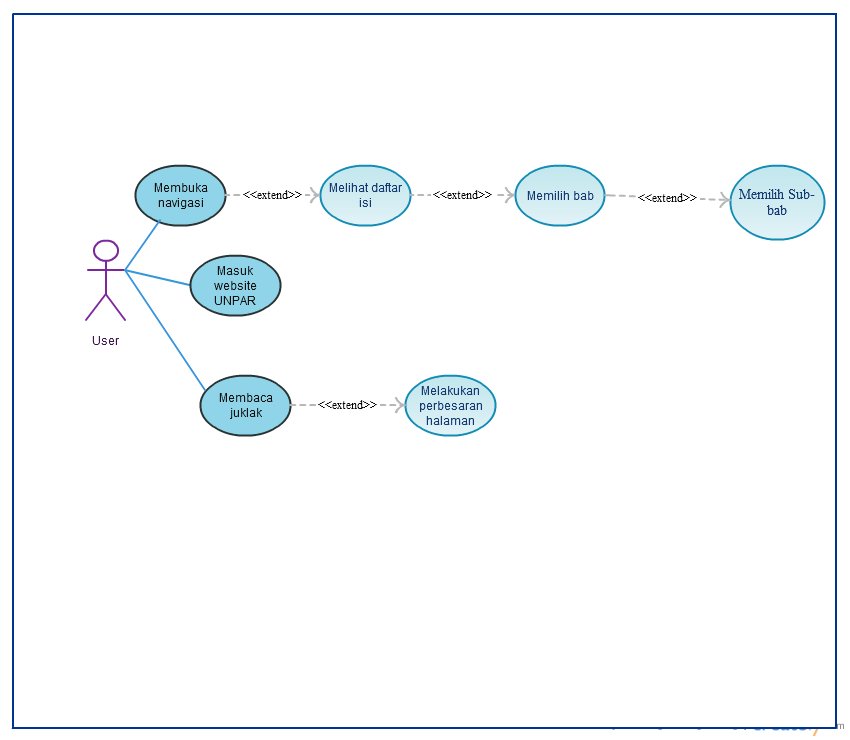 Membuka
navigasi
<<extend>>
Melihat daftar
isi
<<extend>>
Memilih bab
<<extend>>
Memilih Sub-
bab
Masuk
website
UNPAR
User
Membaca
juklak
<<extend>>
Melakukan
perbesaran
halaman